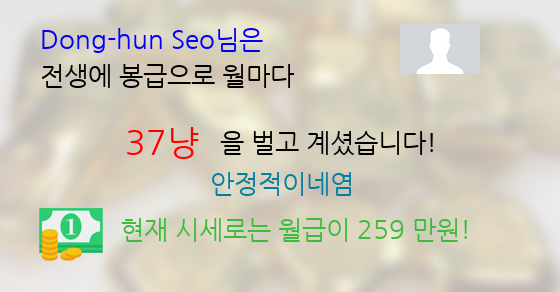 Dong-hun Seo님은
전생에 봉급으로 월마다
37냥 을 벌고 계셨습니다!
안정적이네염
1
현재 시세로는 월급이 259 만원!